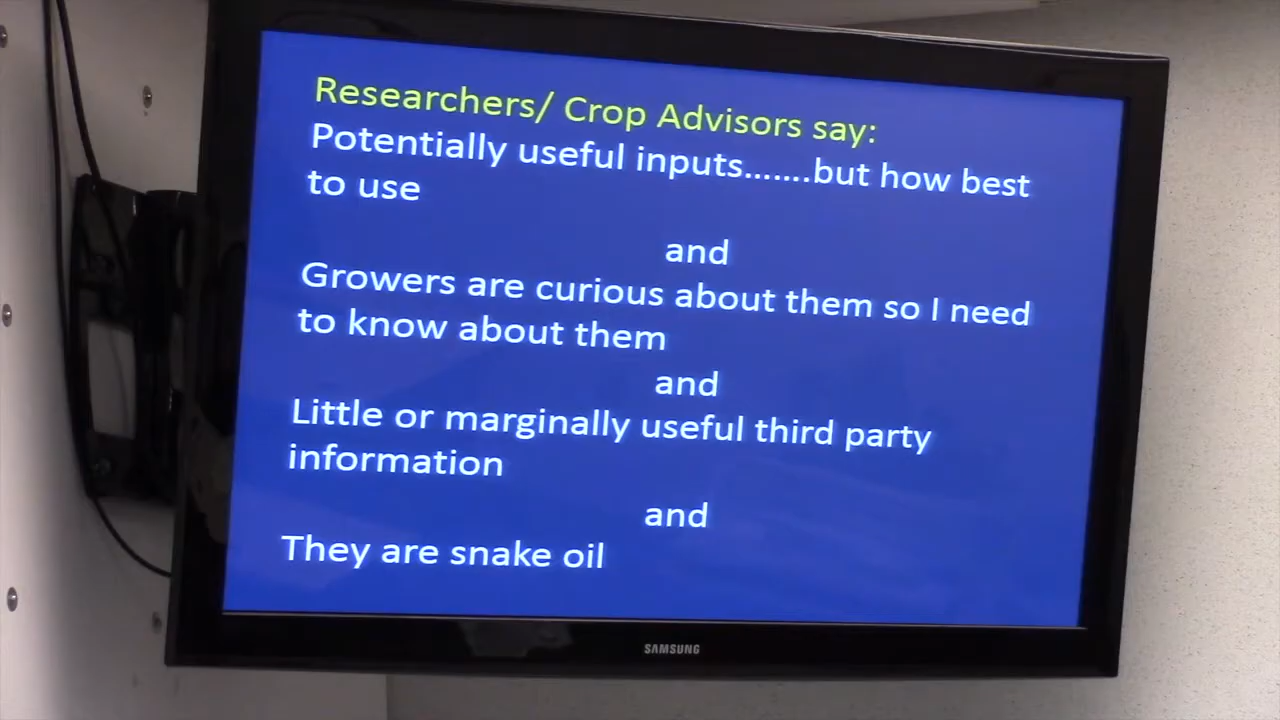 Researchers/ Crop Advisors say:
Potentially useful inputs.......but how best
to use
and
Growers are curious about them so I need
to know about them
and
Little or marginally useful third party
information
and
They are snake oil
SAMSUNG